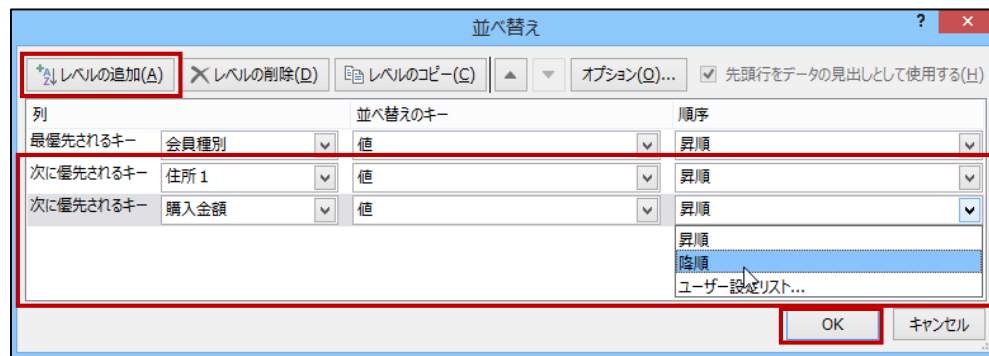 並べ替え ?
レベルの追加(A) レベルの削除(D) レベルのコピー(C) オプション(O)... 先頭行をデータの見出しとして使用する(H)
列 並べ替えのキー 順序
最優先されるキー 会員種別 値 昇順
次に優先されるキー 住所1 値 昇順
次に優先されるキー 購入金額 値 昇順
昇順
降順
ユーザー設定リスト...
OK キャンセル